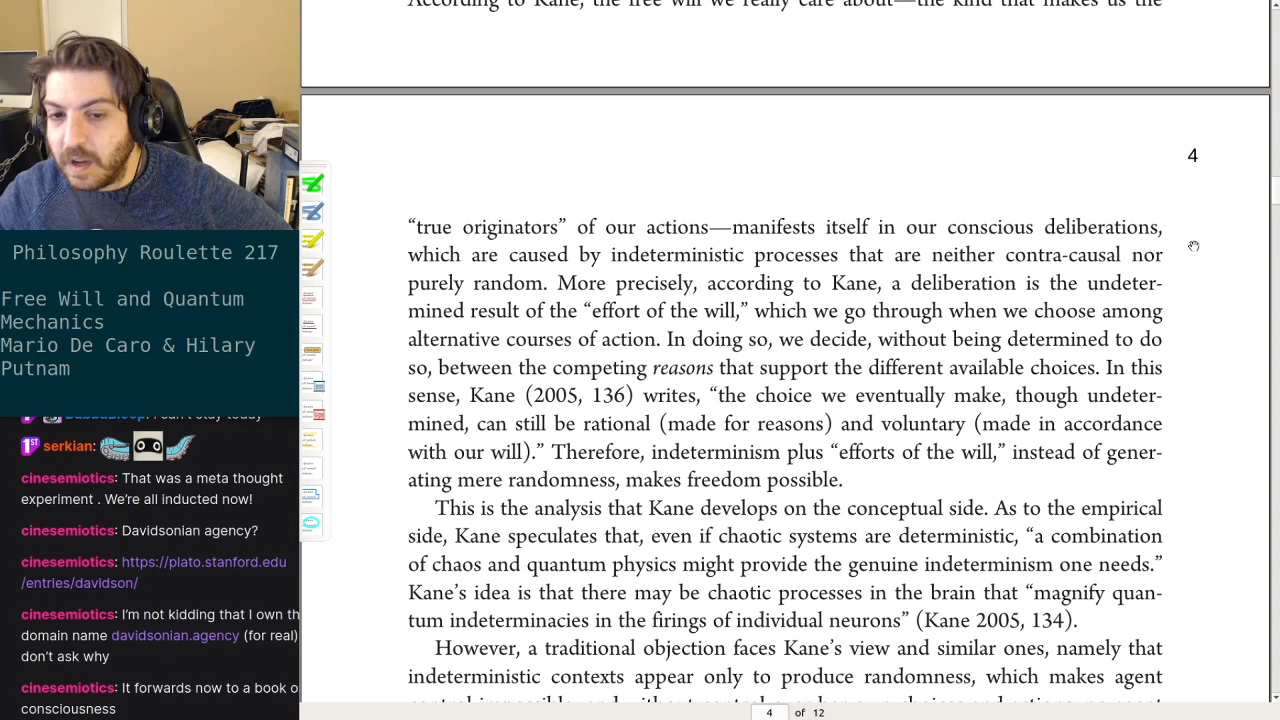 According to Kane, the free will we really care about—the kind that makes us the
4
“true originators” of our actions—manifests itself in our conscious deliberations,
which are caused by indeterministic processes that are neither contra-causal nor
purely random. More precisely, according to Kane, a deliberation is the undeter-
mined result of the “effort of the will,” which we go through when we choose among
alternative courses of action. In doing so, we decide, without being determined to do
so, between the competing reasons that support the different available choices. In this
sense, Kane (2005, 136) writes, “the choice we eventually make, though undeter-
mined, can still be rational (made for reasons) and voluntary (made in accordance
with our will).” Therefore, indeterminism plus “efforts of the will,” instead of gener-
ating mere randomness, makes freedom possible.
This is the analysis that Kane develops on the conceptual side. As to the empirical
side, Kane speculates that, even if chaotic systems are deterministic, “a combination
of chaos and quantum physics might provide the genuine indeterminism one needs.”
Kane’s idea is that there may be chaotic processes in the brain that “magnify quan-
tum indeterminacies in the firings of individual neurons” (Kane 2005, 134).
However, a traditional objection faces Kane’s view and similar ones, namely that
indeterministic contexts appear only to produce randomness, which makes agent
4 of 12
Philosophy Roulette 217
Free Will and Quantum
Mechanics
Mario De Caro & Hilary
Putnam
serkian:
cinesemiotics: That was a meta thought
experiment . We’re all inducted now!
cinesemiotics: Davidsonian agency?
cinesemiotics: https://plato.stanford.edu
/entries/davidson/
cinesemiotics: I’m not kidding that I own th
domain name davidsonian.agency (for real)
don’t ask why
cinesemiotics: It forwards now to a book o
consciousness